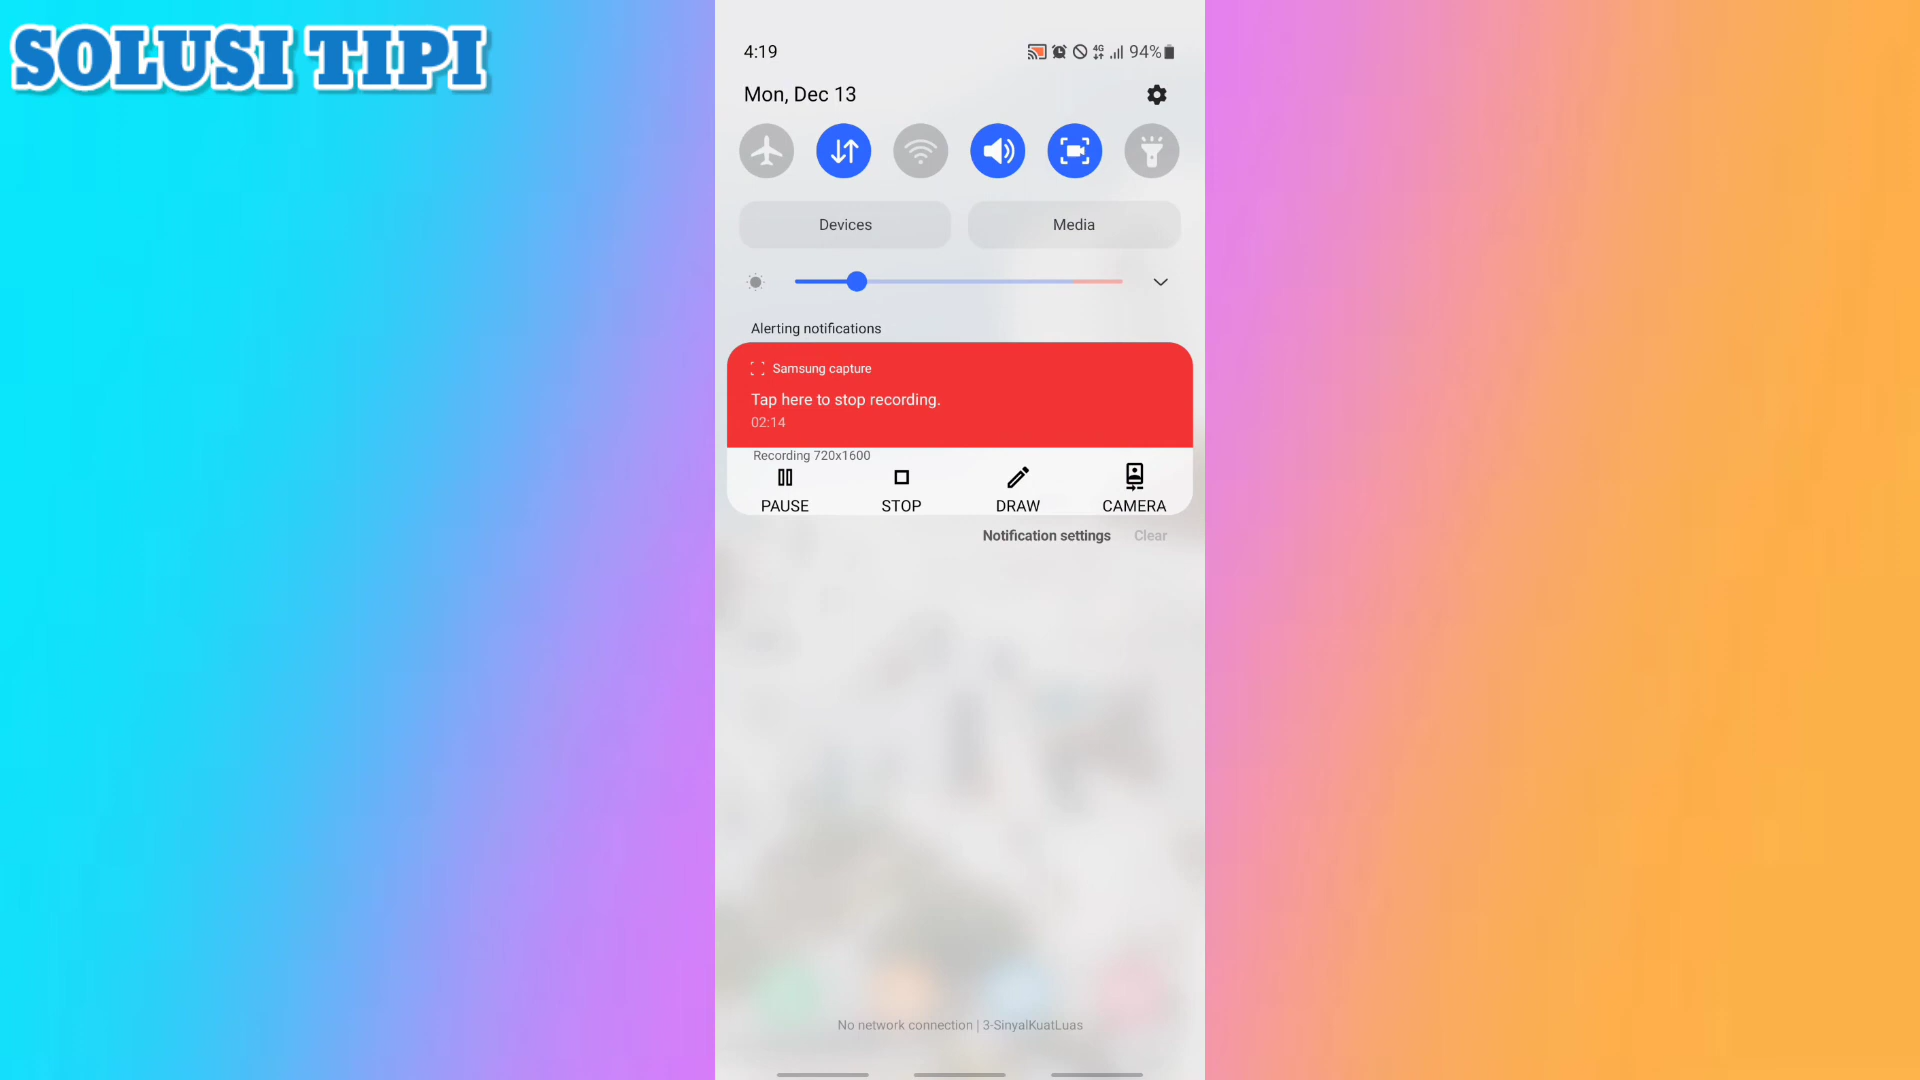 SOLUSI TIPI
4:19
4G
94%
Mon, Dec 13
Devices
Media
Alerting notifications
Samsung capture
Tap here to stop recording.
02:14
Recording 720x1600
PAUSE
STOP
DRAW
CAMERA
Notification settings
Clear
No network connection | 3-SinyalKuatLuas